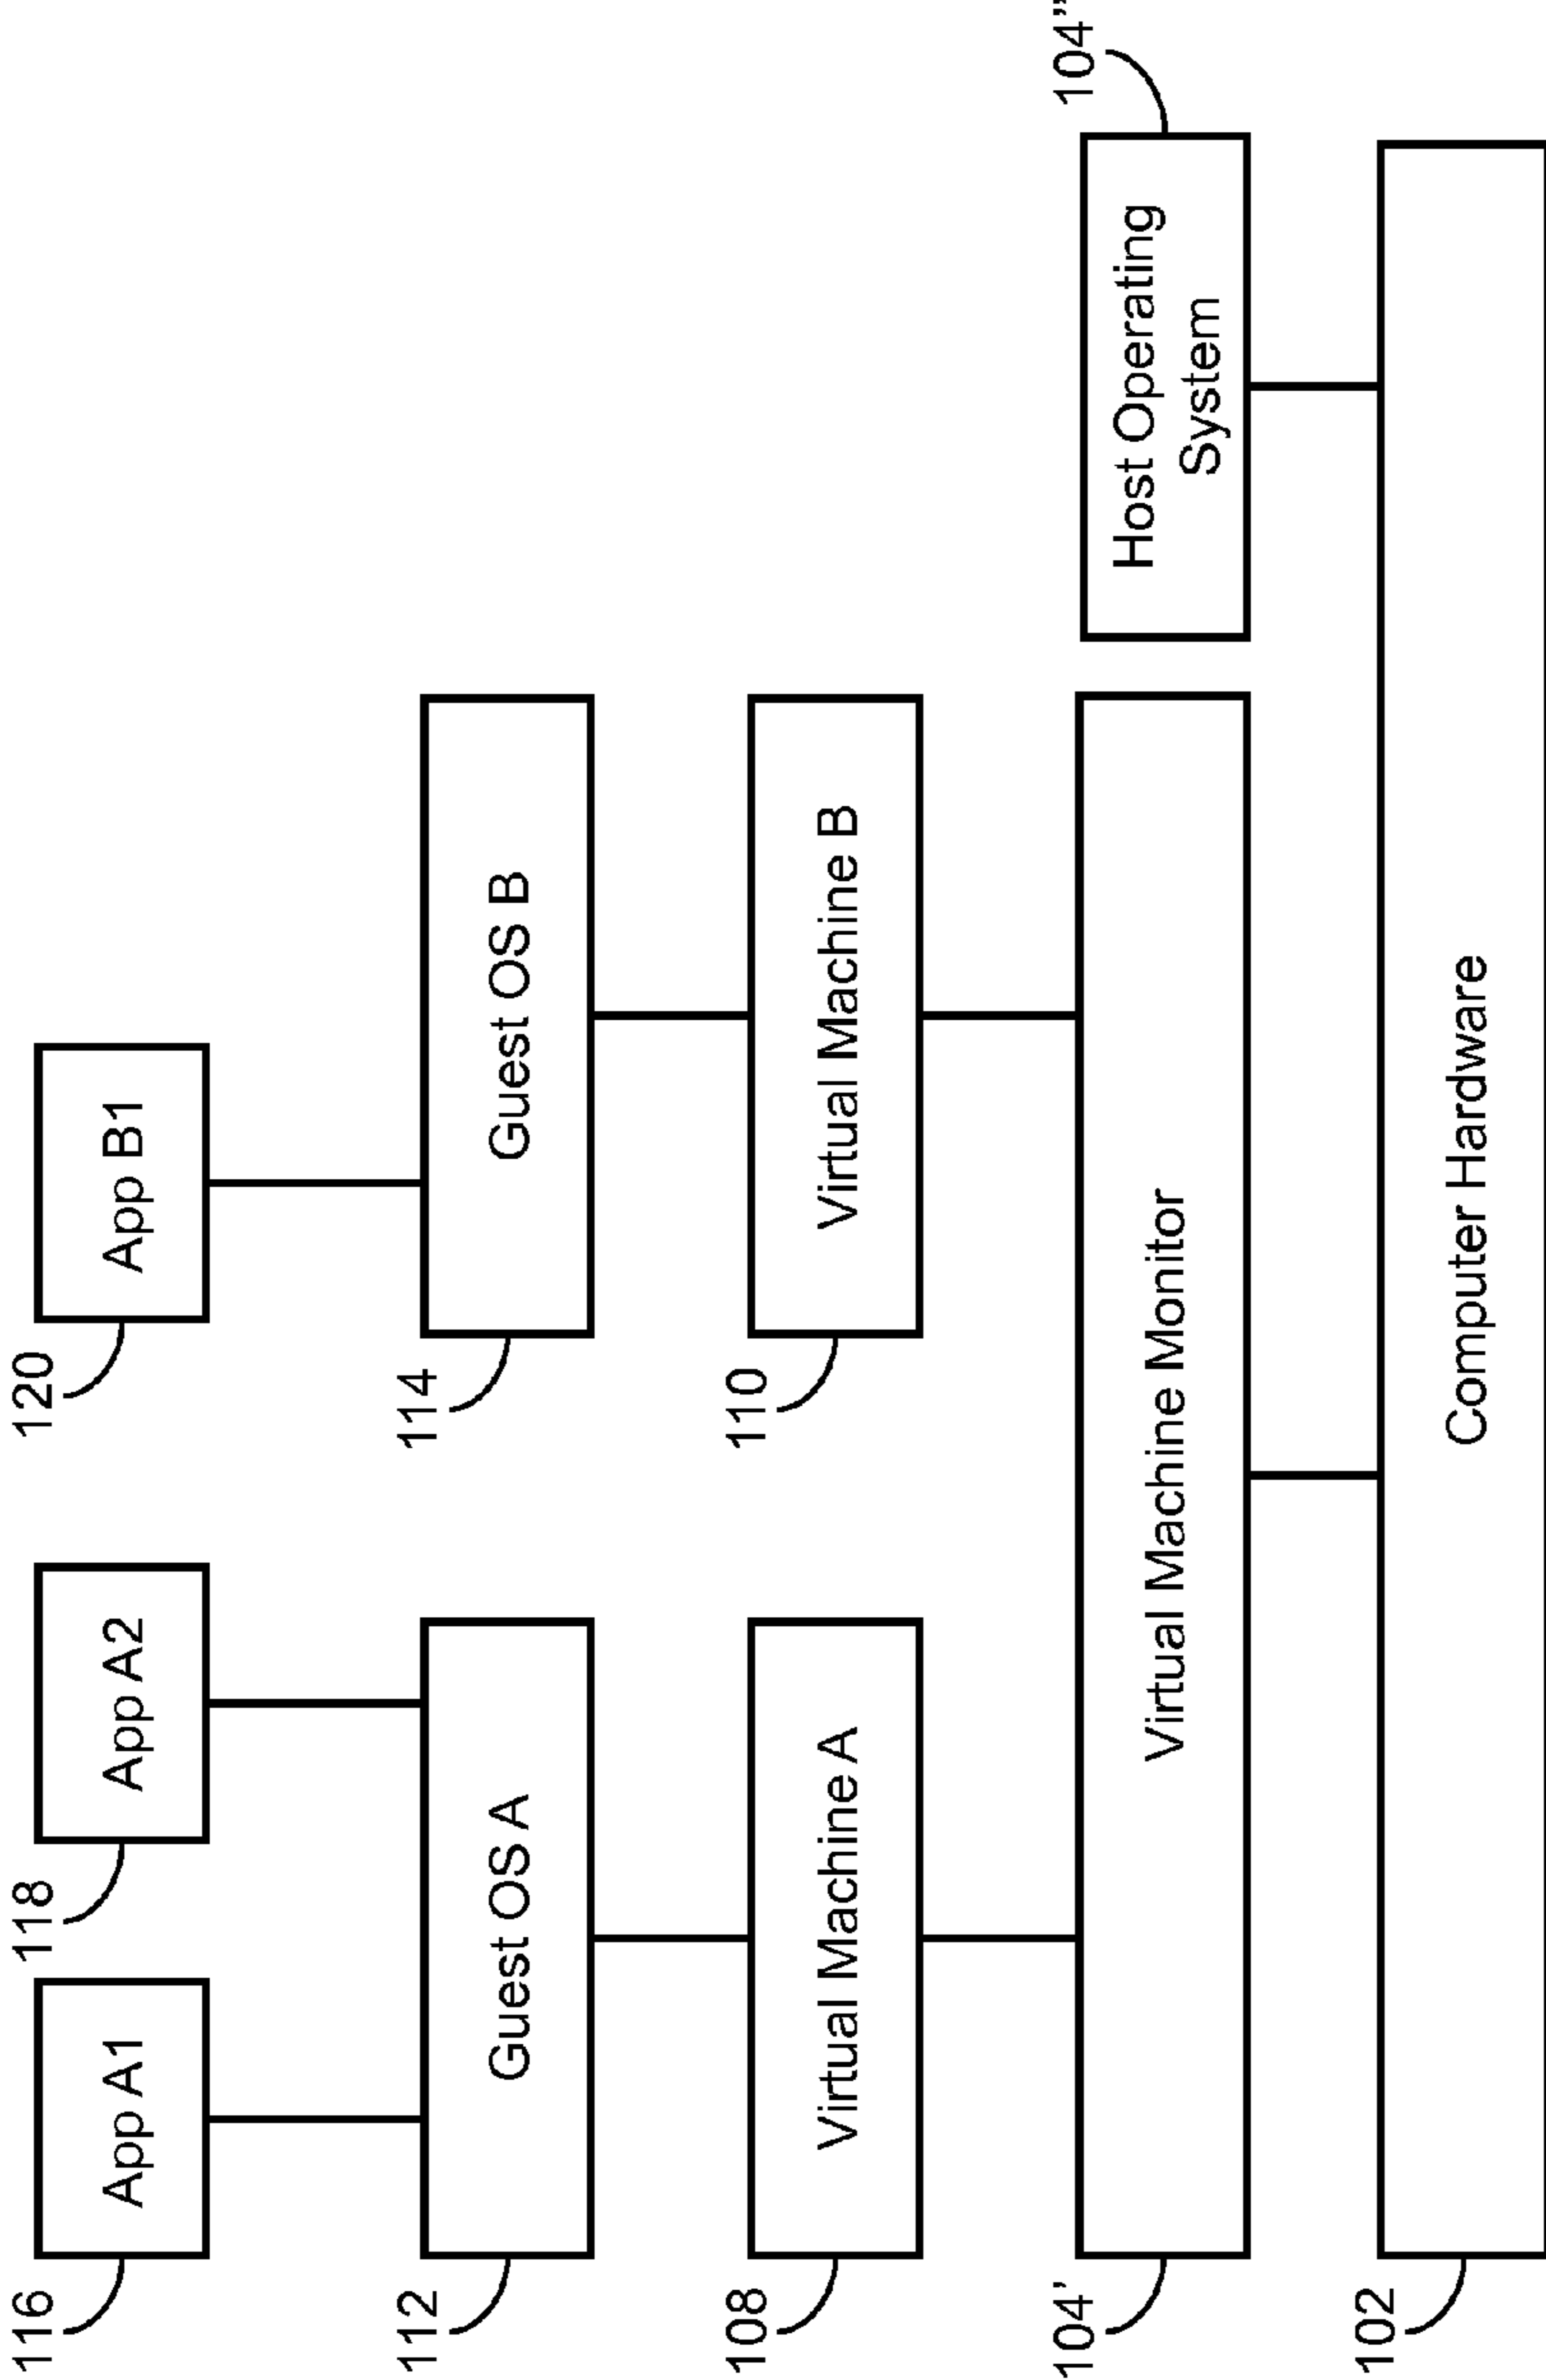 116
App A1
118
App A2
120
App B1
112
Guest OS A
114
Guest OS B
108
Virtual Machine A
110
Virtual Machine B
104'
Virtual Machine Monitor
Host Operating
System
104”
102
Computer Hardware